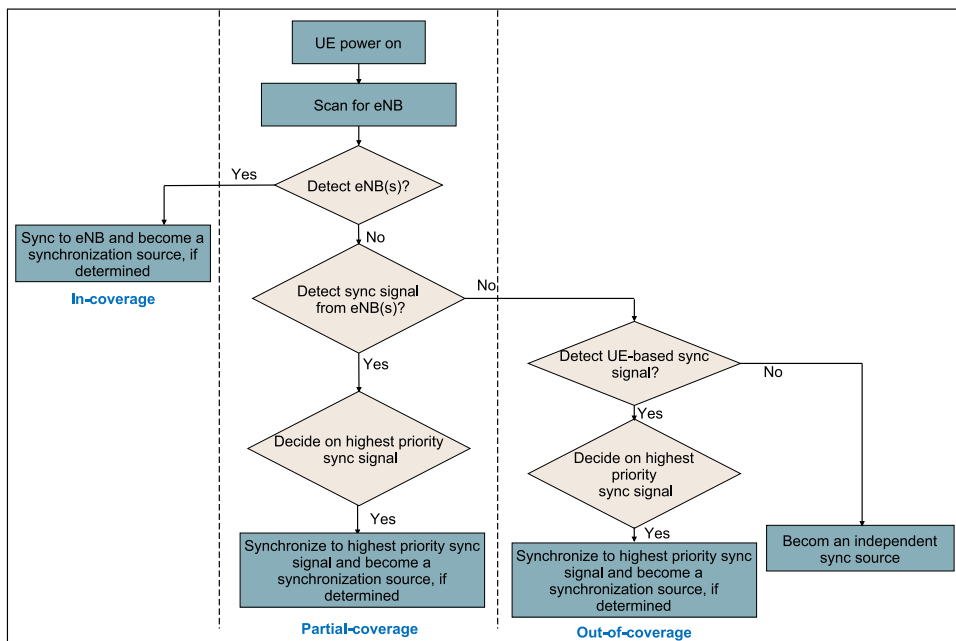 UE power on
Scan for eNB
Detect eNB(s)?
Yes
No
Sync to eNB and become a
synchronization source, if
determined
In-coverage
Detect sync signal
from eNB(s)?
No
Yes
Detect UE-based sync
signal?
No
Yes
Decide on highest priority
sync signal
Yes
Decide on highest
priority
sync signal
Yes
Synchronize to highest priority sync
signal and become a
synchronization source, if
determined
Partial-coverage
Synchronize to highest priority sync
signal and become a
synchronization source, if
determined
Out-of-coverage
Becom an independent
sync source